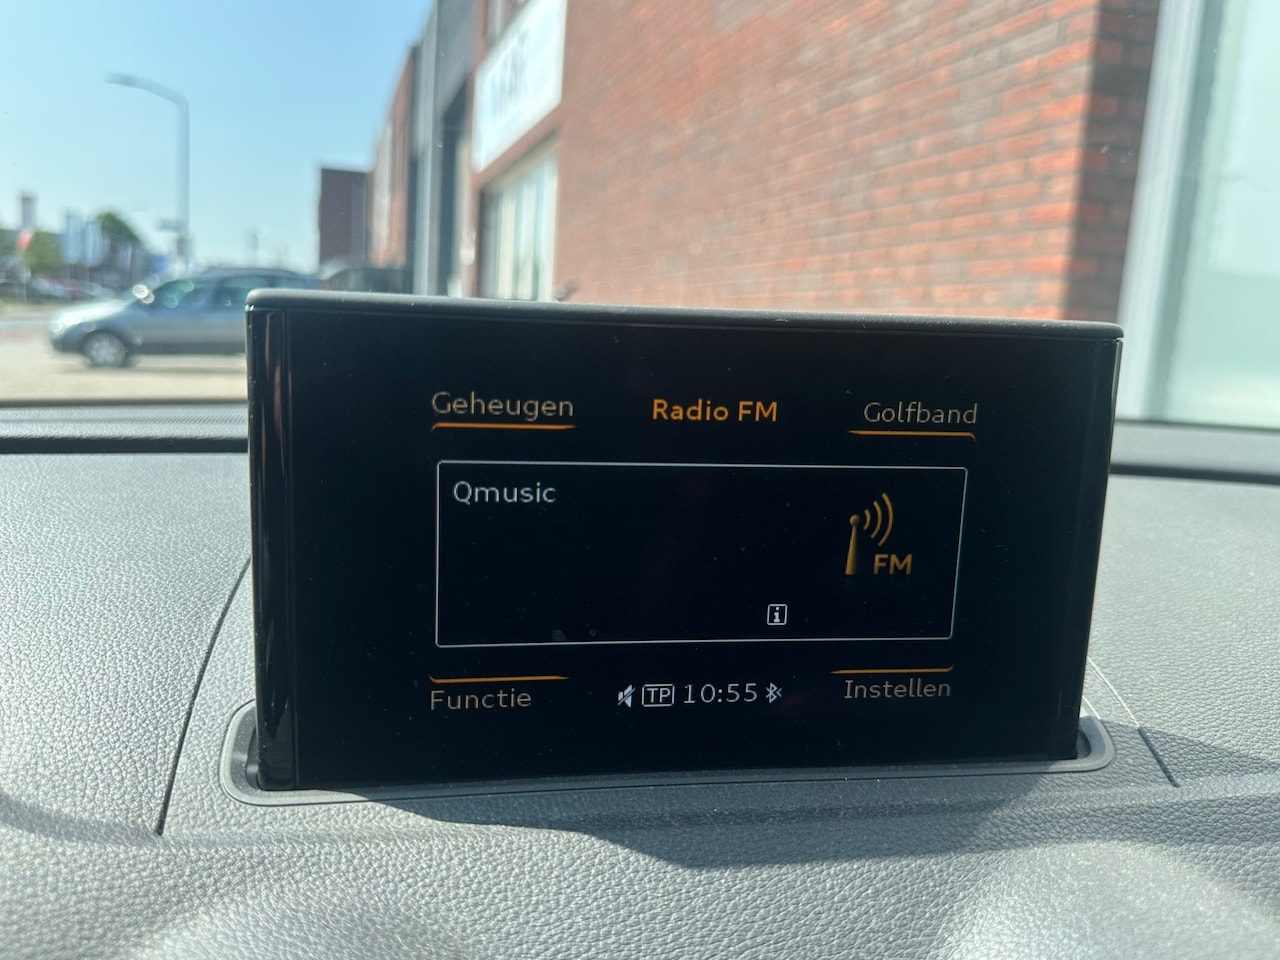 Geheugen
Radio FM
Golfband
Qmusic
FM
i
Functie
TP 10:55
Instellen